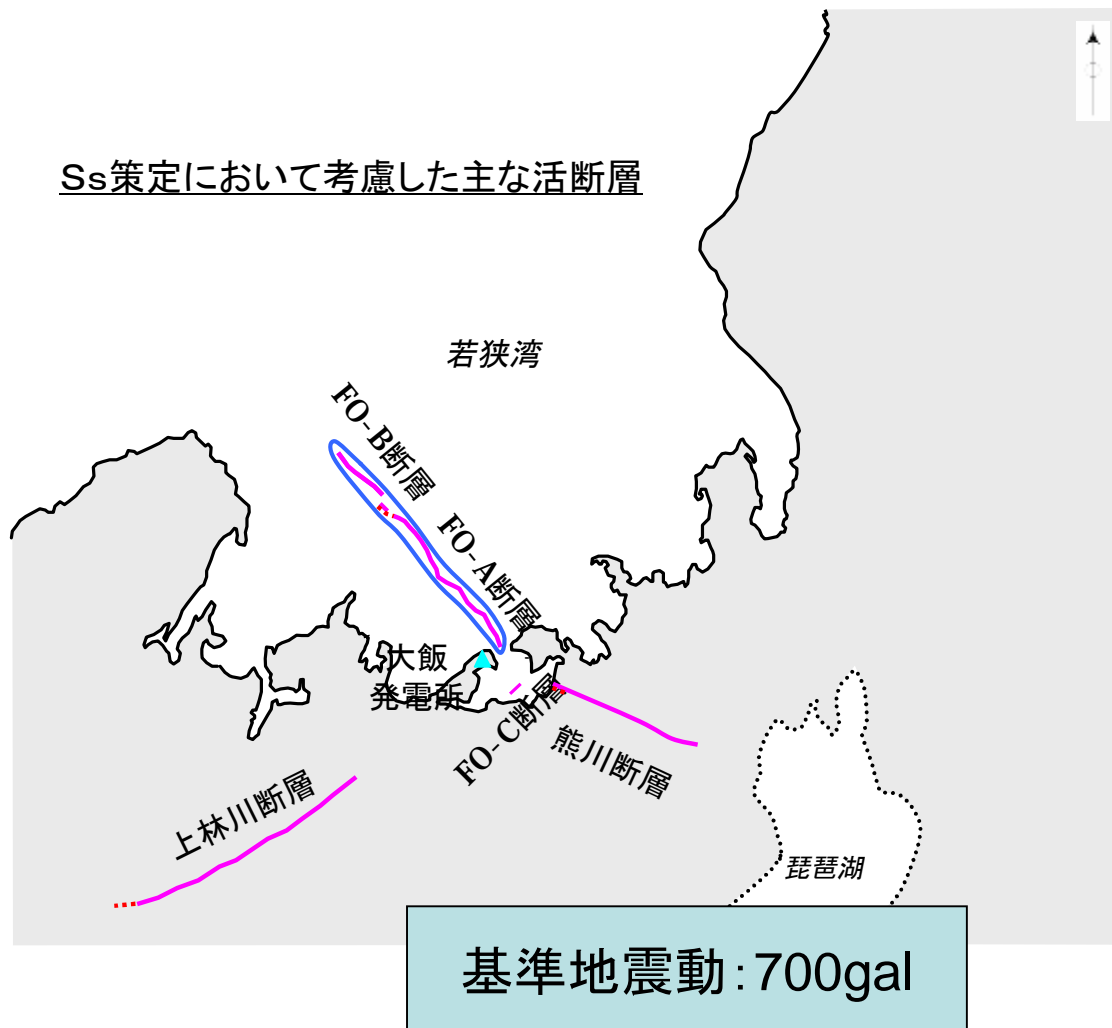 Ss策定において考慮した主な活断層
若狭湾
FO-B断層
FO-A断層
大飯
発電所
FO-C断層
熊川断層
上林川断層
琵琶湖
基準地震動：700gal